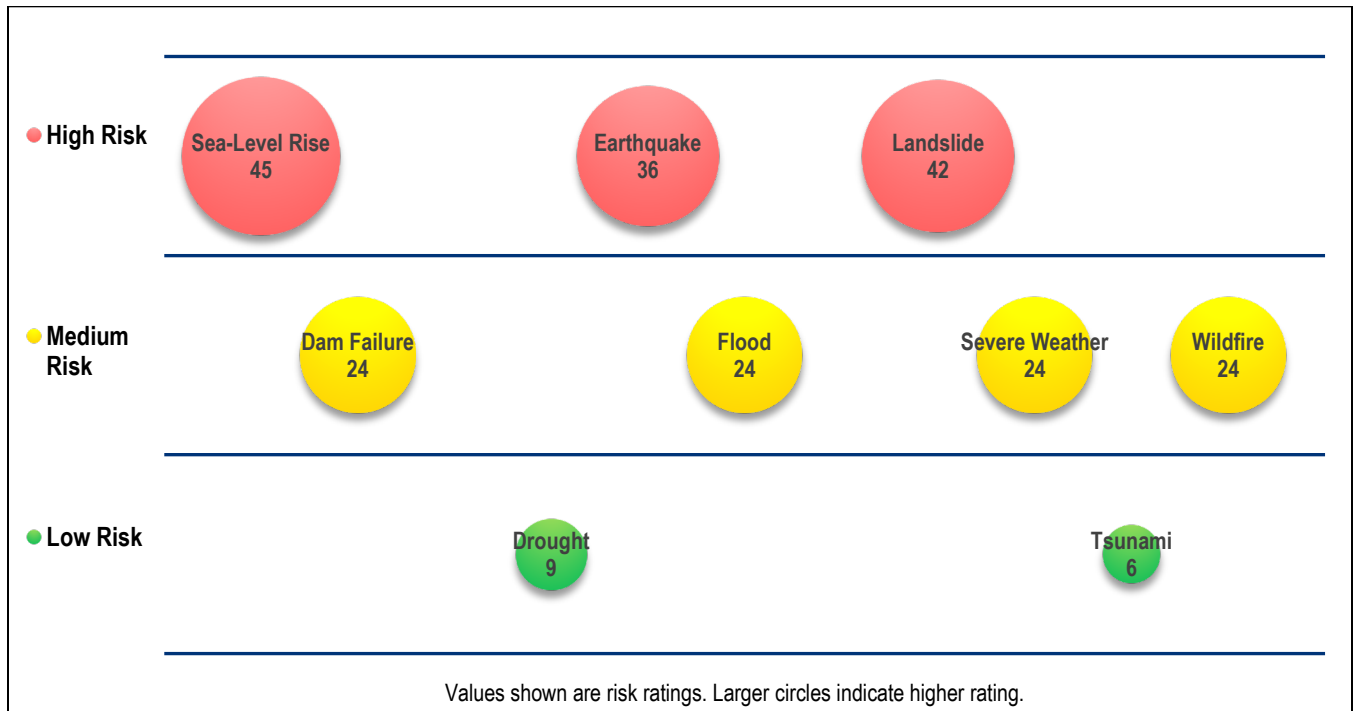 High Risk
Sea-Level Rise
45
Earthquake
36
Landslide
42
Medium
Risk
Dam Failure
24
Flood
24
Severe Weather
24
Wildfire
24
Low Risk
Drought
9
Tsunami
6
Values shown are risk ratings. Larger circles indicate higher rating.